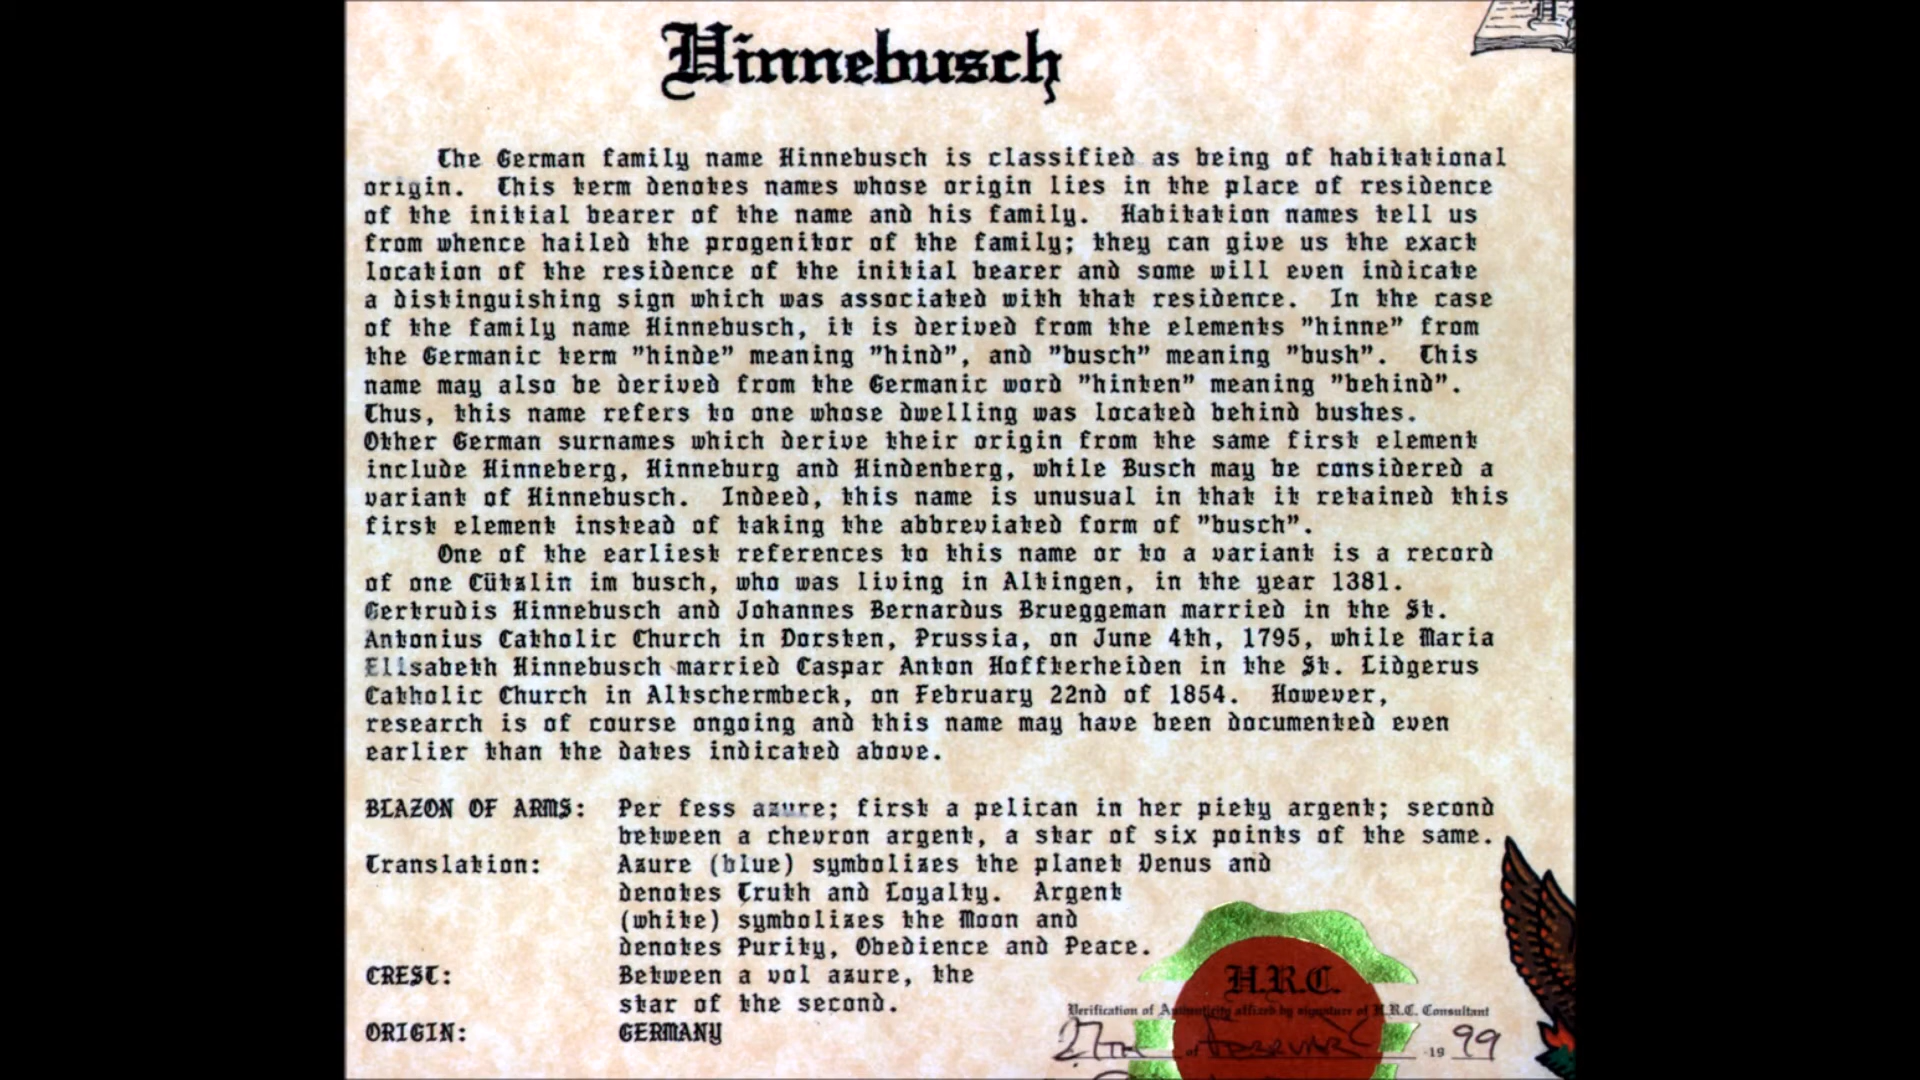 Hinnebusch
The German family name Hinnebusch is classified as being of habitational
origin. This term denotes names whose origin lies in the place of residence
of the initial bearer of the name and his family. Habitation names tell us
from whence hailed the progenitor of the family; they can give us the exact
location of the residence of the initial bearer and some will even indicate
a distinguishing sign which was associated with that residence. In the case
of the family name Hinnebusch, it is derived from the elements "hinne" from
the Germanic term "hinde" meaning "hind", and "busch" meaning "bush". This
name may also be derived from the Germanic word "hinten" meaning "behind".
Thus, this name refers to one whose dwelling was located behind bushes.
Other German surnames which derive their origin from the same first element
include Hinneberg, Hinneburg and Hindenberg, while Busch may be considered a
variant of Hinnebusch. Indeed, this name is unusual in that it retained this
first element instead of taking the abbreviated form of "busch".
One of the earliest references to this name or to a variant is a record
of one Cützlin im busch, who was living in Altingen, in the year 1381.
Gertrudis Hinnebusch and Johannes Bernardus Brueggeman married in the St.
Antonius Catholic Church in Dorsten, Prussia, on June 4th, 1795, while Maria
Elisabeth Hinnebusch married Caspar Anton Hoffterheiden in the St. Lidgerus
Catholic Church in Altschermbeck, on February 22nd of 1854. However,
research is of course ongoing and this name may have been documented even
earlier than the dates indicated above.
BLAZON OF ARMS: Per fess azure; first a pelican in her piety argent; second
between a chevron argent, a star of six points of the same.
Translation: Azure (blue) symbolizes the planet Venus and
denotes Truth and Loyalty. Argent
(white) symbolizes the Moon and
denotes Purity, Obedience and Peace.
CREST: Between a vol azure, the
star of the second.
ORIGIN: GERMANY
H.R.C.
Verification of Authenticity affixed by signature of H.R.C. Consultant
27TH of FEBRUARY 19 99